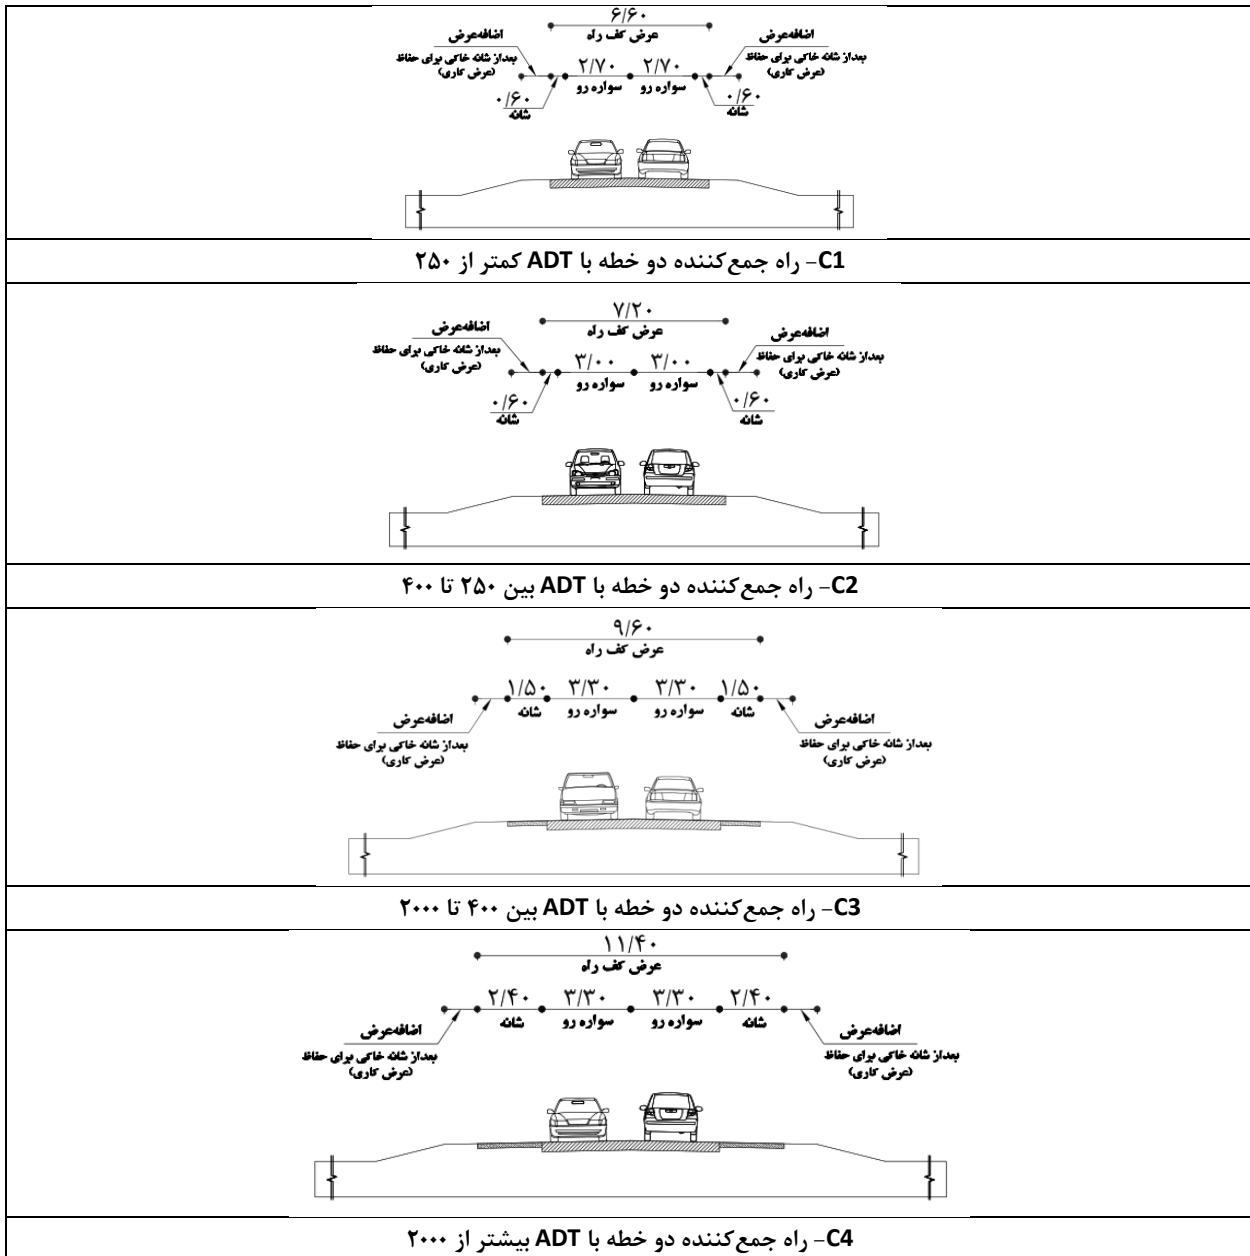 ۶/۶۰
عرض کف راه
اضافه‌عرض
بعداز شانه خاکی برای حفاظ
(عرض کاری)
۲/۷۰
سواره رو
۲/۷۰
سواره رو
اضافه‌عرض
بعداز شانه خاکی برای حفاظ
(عرض کاری)
۰/۶۰
شانه
۰/۶۰
شانه
C1- راه جمع‌کننده دو خطه با ADT کمتر از ۲۵۰
۷/۲۰
عرض کف راه
اضافه‌عرض
بعداز شانه خاکی برای حفاظ
(عرض کاری)
۳/۰۰
سواره رو
۳/۰۰
سواره رو
اضافه‌عرض
بعداز شانه خاکی برای حفاظ
(عرض کاری)
۰/۶۰
شانه
۰/۶۰
شانه
C2- راه جمع‌کننده دو خطه با ADT بین ۲۵۰ تا ۴۰۰
۹/۶۰
عرض کف راه
۱/۵۰
شانه
۳/۳۰
سواره رو
۳/۳۰
سواره رو
۱/۵۰
شانه
اضافه‌عرض
بعداز شانه خاکی برای حفاظ
(عرض کاری)
اضافه‌عرض
بعداز شانه خاکی برای حفاظ
(عرض کاری)
C3- راه جمع‌کننده دو خطه با ADT بین ۴۰۰ تا ۲۰۰۰
۱۱/۴۰
عرض کف راه
۲/۴۰
شانه
۳/۳۰
سواره رو
۳/۳۰
سواره رو
۲/۴۰
شانه
اضافه‌عرض
بعداز شانه خاکی برای حفاظ
(عرض کاری)
اضافه‌عرض
بعداز شانه خاکی برای حفاظ
(عرض کاری)
C4- راه جمع‌کننده دو خطه با ADT بیشتر از ۲۰۰۰